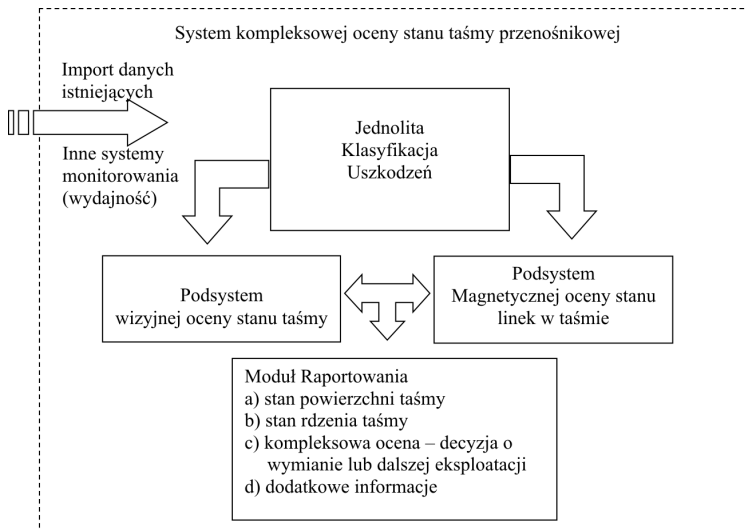 System kompleksowej oceny stanu taśmy przenośnikowej
Import danych
istniejących
Inne systemy
monitorowania
(wydajność)
Jednolita
Klasyfikacja
Uszkodzeń
Podsystem
wizyjnej oceny stanu taśmy
Podsystem
Magnetycznej oceny stanu
linek w taśmie
Moduł Raportowania
a) stan powierzchni taśmy
b) stan rdzenia taśmy
c) kompleksowa ocena – decyzja o
wymianie lub dalszej eksploatacji
d) dodatkowe informacje